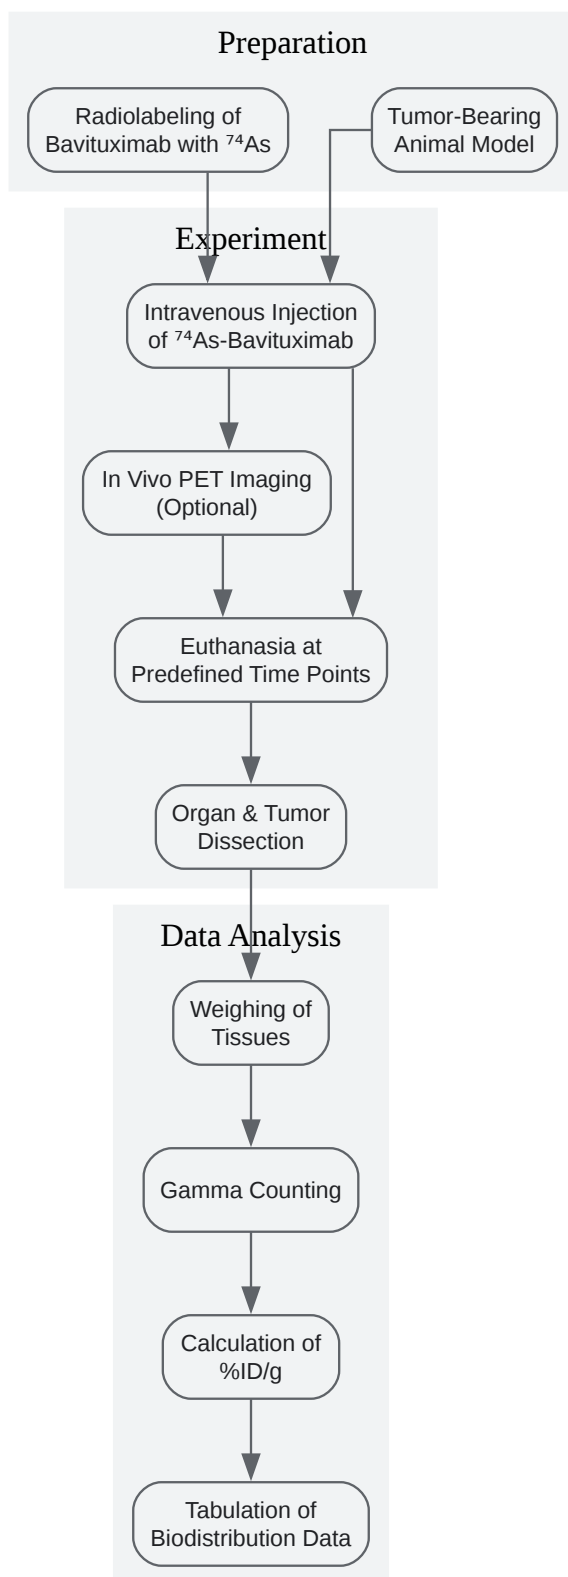 Preparation
Radiolabeling of
Bavituximab with ⁷⁴As
Tumor-Bearing
Animal Model
Experiment
Intravenous Injection
of ⁷⁴As-Bavituximab
In Vivo PET Imaging
(Optional)
Euthanasia at
Predefined Time Points
Organ & Tumor
Dissection
Data Analysis
Weighing of
Tissues
Gamma Counting
Calculation of
%ID/g
Tabulation of
Biodistribution Data